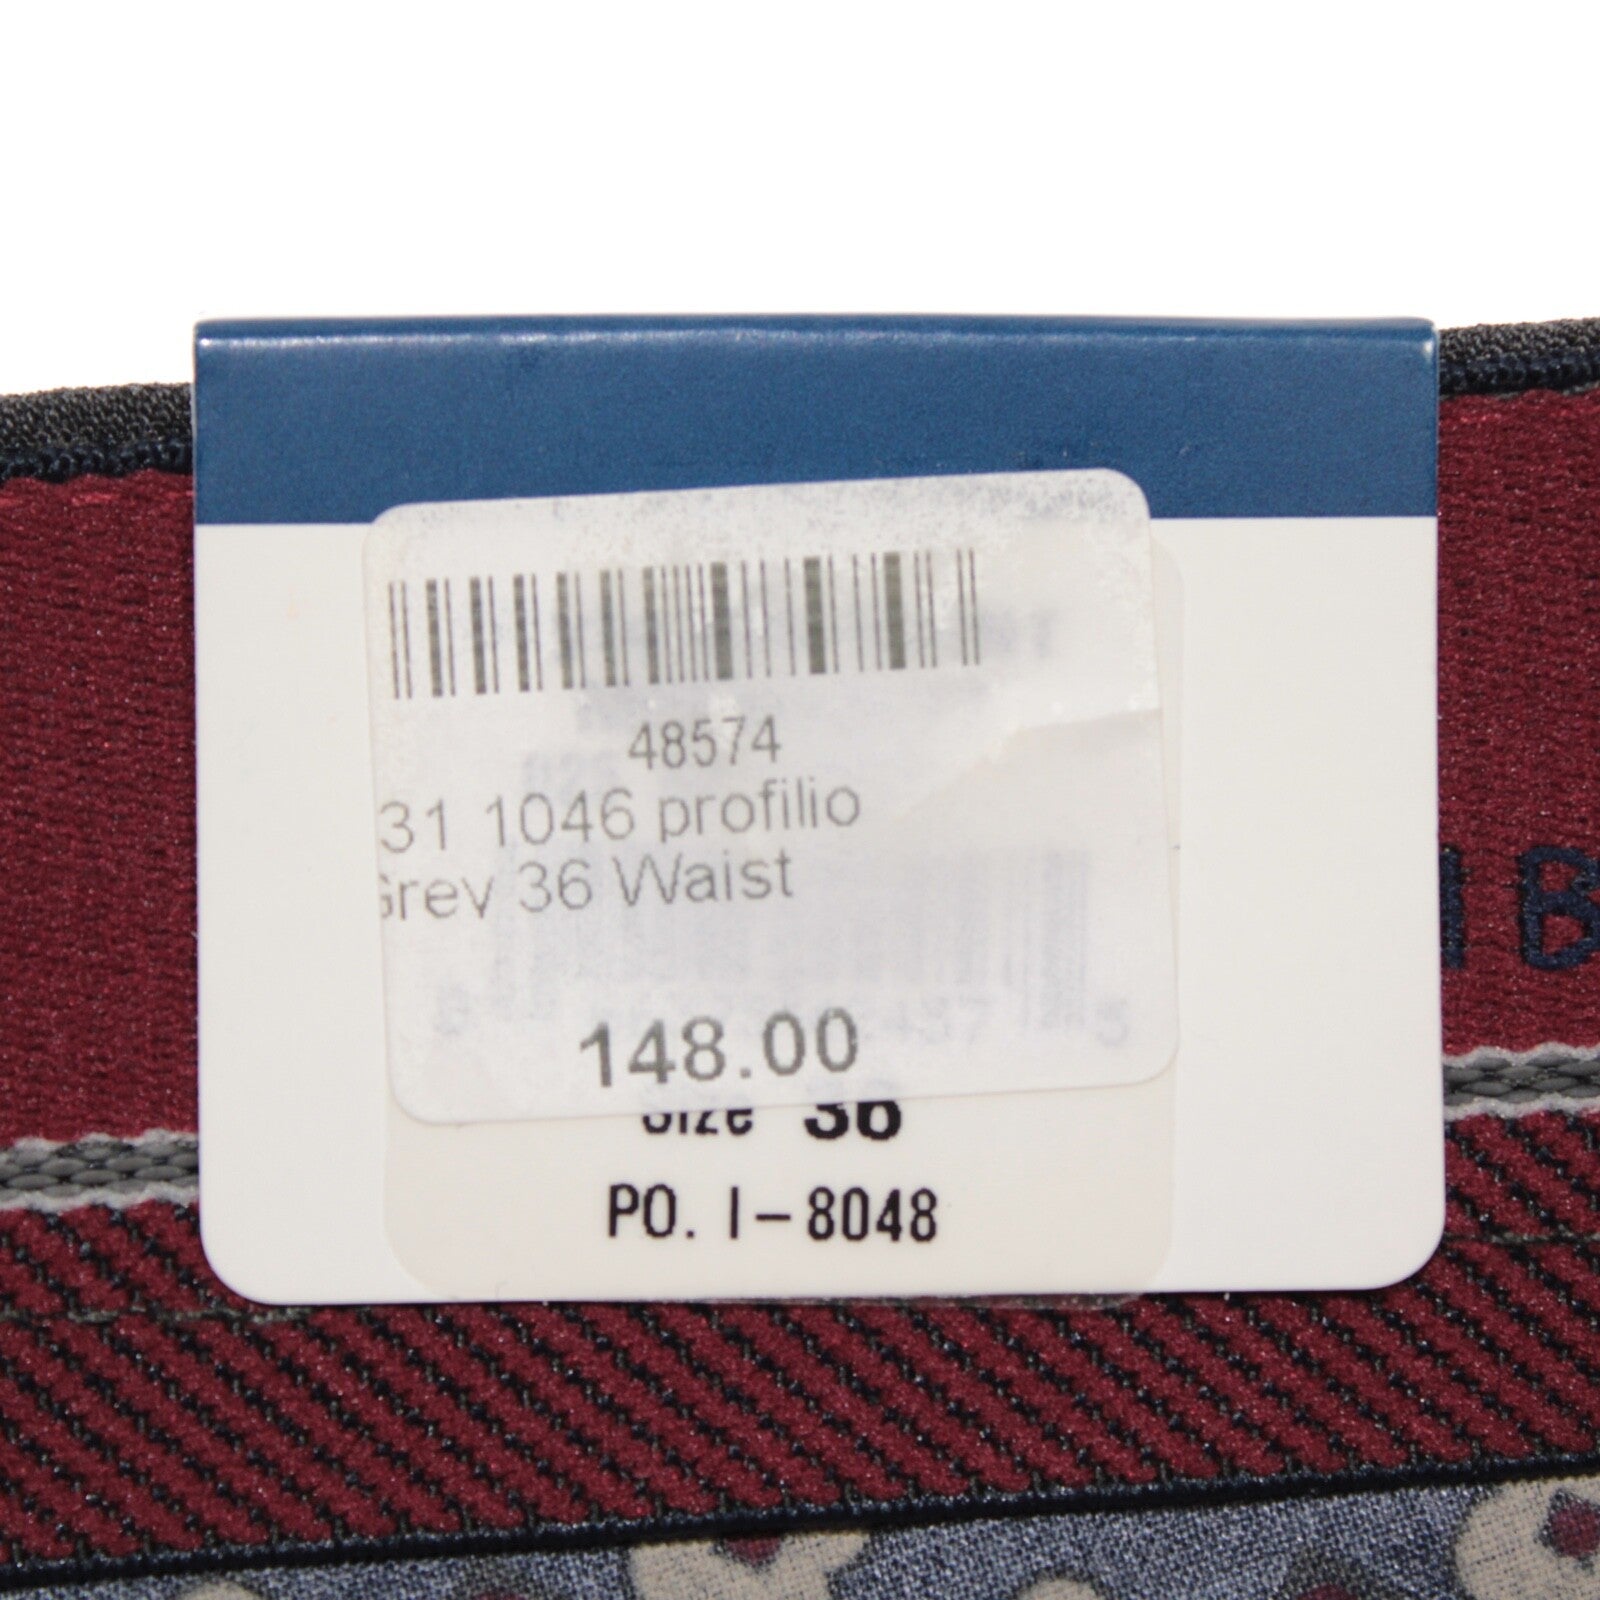 48574
31 1046 profilio
Grey 36 Waist
148.00
Size 36
PO. I-8048
B